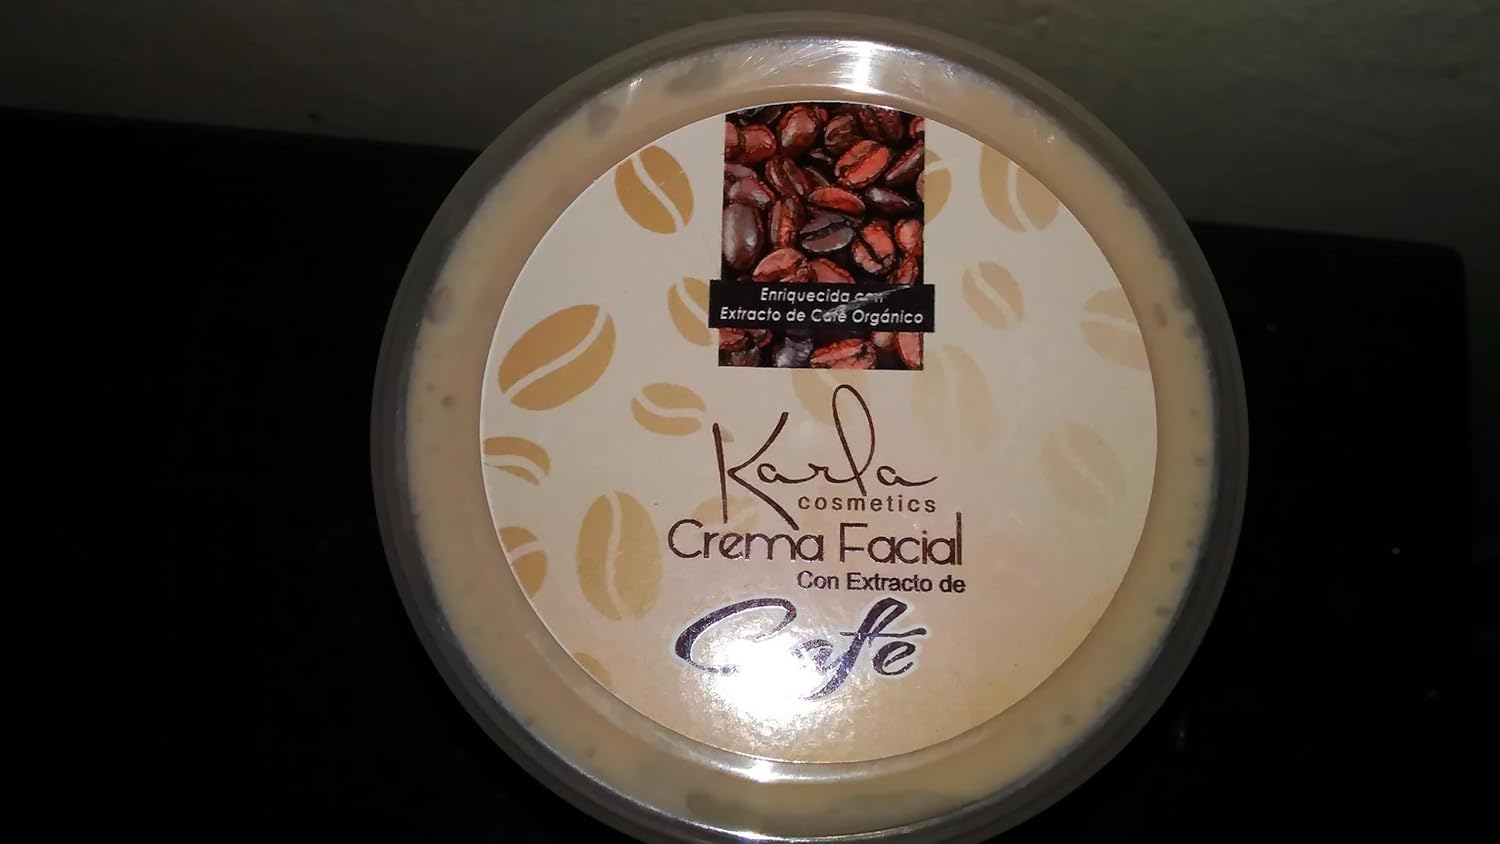 Enriquecida con
Extracto de Café Orgánico
Karla
cosmetics
Crema Facial
Con Extracto de
Café